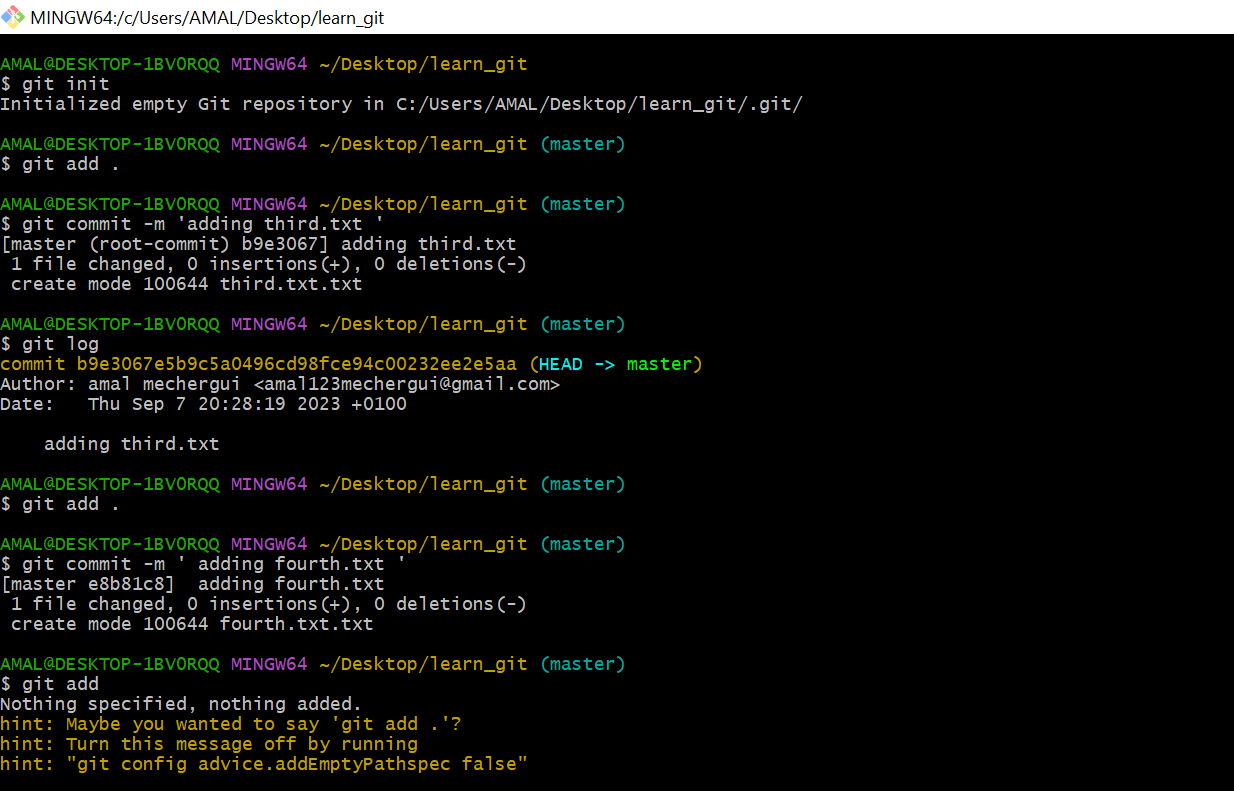 MINGW64:/c/Users/AMAL/Desktop/learn_git
AMAL@DESKTOP-1BV0RQQ MINGW64 ~/Desktop/learn_git
$ git init
Initialized empty Git repository in C:/Users/AMAL/Desktop/learn_git/.git/
AMAL@DESKTOP-1BV0RQQ MINGW64 ~/Desktop/learn_git (master)
$ git add .
AMAL@DESKTOP-1BV0RQQ MINGW64 ~/Desktop/learn_git (master)
$ git commit -m 'adding third.txt '
[master (root-commit) b9e3067] adding third.txt
 1 file changed, 0 insertions(+), 0 deletions(-)
 create mode 100644 third.txt.txt
AMAL@DESKTOP-1BV0RQQ MINGW64 ~/Desktop/learn_git (master)
$ git log
commit b9e3067e5b9c5a0496cd98fce94c00232ee2e5aa (HEAD -> master)
Author: amal mechergui <amal123mechergui@gmail.com>
Date:   Thu Sep 7 20:28:19 2023 +0100
    adding third.txt
AMAL@DESKTOP-1BV0RQQ MINGW64 ~/Desktop/learn_git (master)
$ git add .
AMAL@DESKTOP-1BV0RQQ MINGW64 ~/Desktop/learn_git (master)
$ git commit -m ' adding fourth.txt '
[master e8b81c8]  adding fourth.txt
 1 file changed, 0 insertions(+), 0 deletions(-)
 create mode 100644 fourth.txt.txt
AMAL@DESKTOP-1BV0RQQ MINGW64 ~/Desktop/learn_git (master)
$ git add
Nothing specified, nothing added.
hint: Maybe you wanted to say 'git add .'?
hint: Turn this message off by running
hint: "git config advice.addEmptyPathspec false"